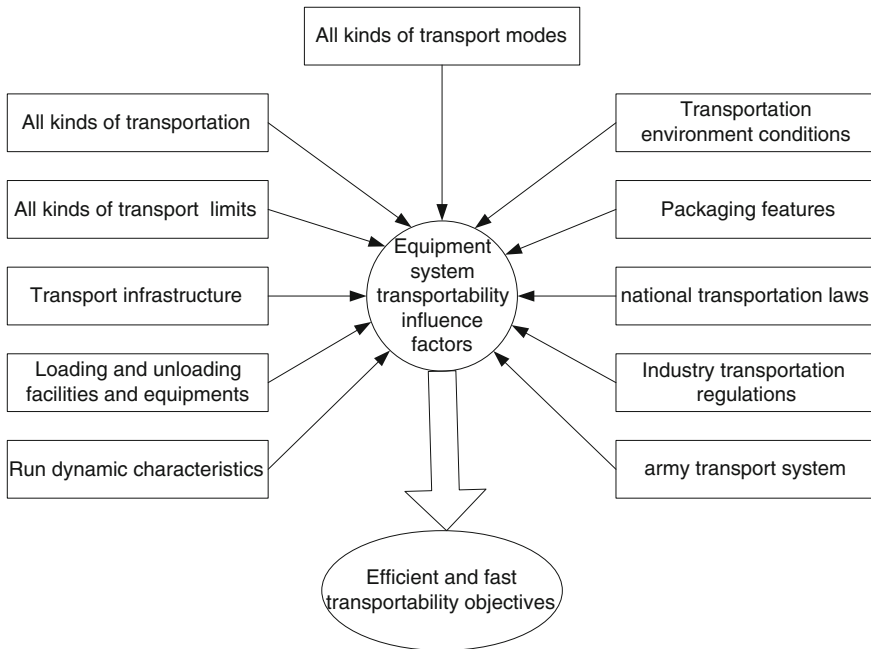 All kinds of transport modes
All kinds of transportation
All kinds of transport limits
Transport infrastructure
Loading and unloading
facilities and equipments
Run dynamic characteristics
Equipment
system
transportability
influence
factors
Transportation
environment conditions
Packaging features
national transportation laws
Industry transportation
regulations
army transport system
Efficient and fast
transportability objectives